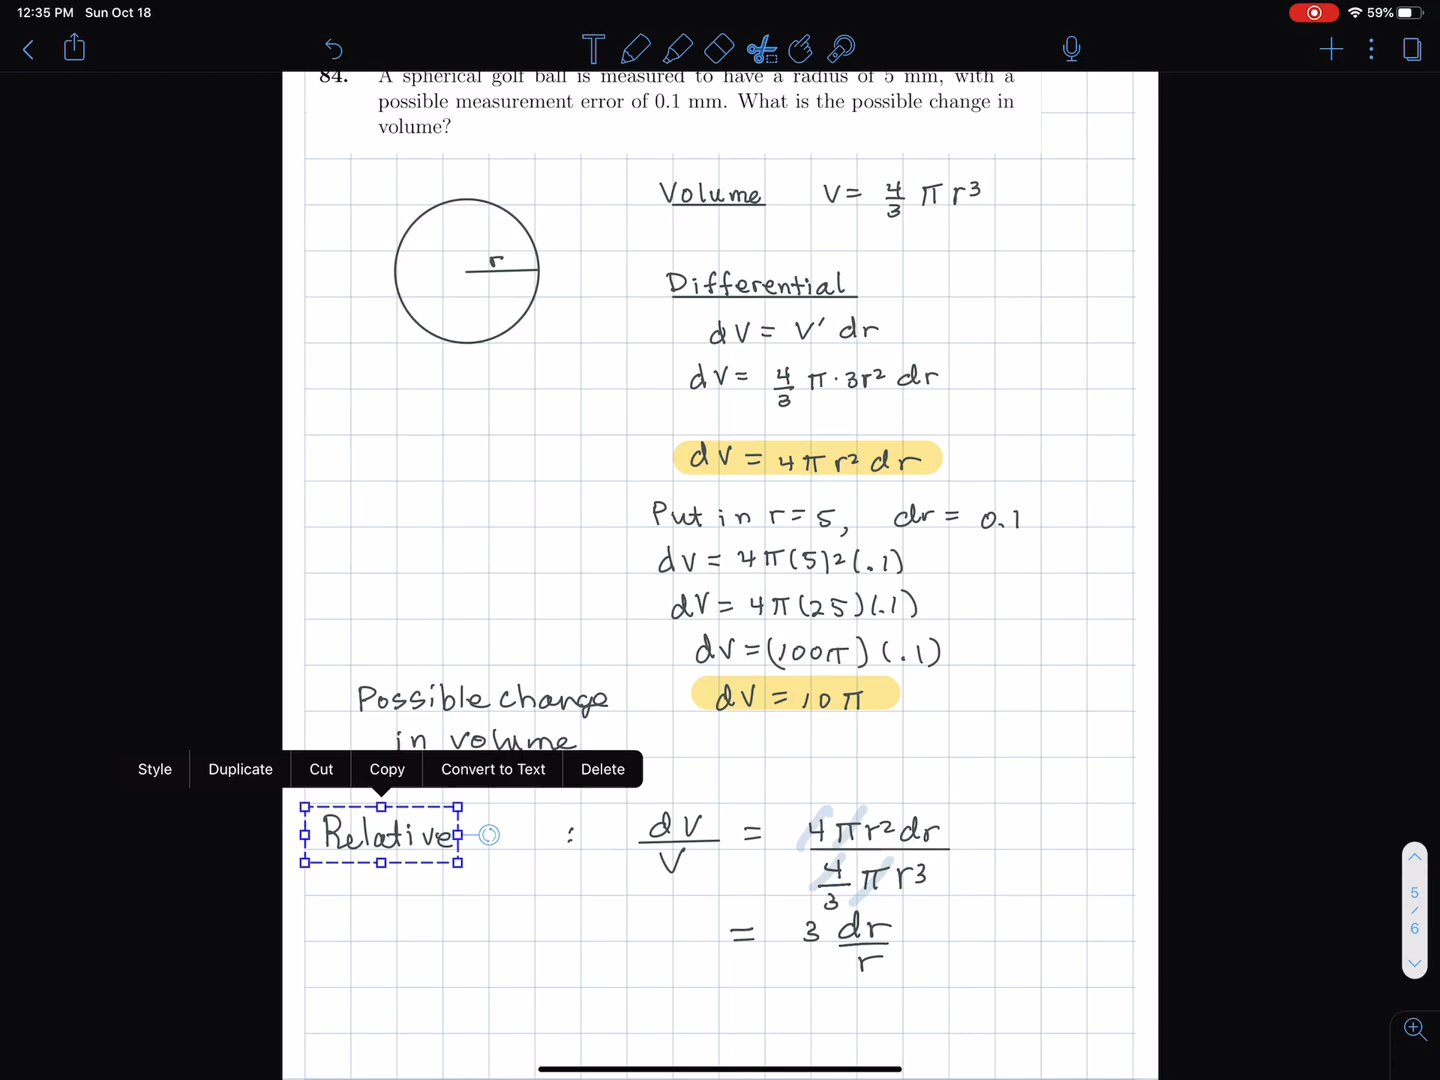 12:35 PM Sun Oct 18
59%
84. A spherical golf ball is measured to have a radius of 5 mm, with a
possible measurement error of 0.1 mm. What is the possible change in
volume?
Volume V = 4/3 π r³
r
Differential
dV = V′ dr
dV = 4/3 π · 3r² dr
dV = 4π r² dr
Put in r = 5, dr = 0.1
dV = 4π(5)²(.1)
dV = 4π(25)(.1)
dV = (100π)(.1)
Possible change
in volume
dV = 10π
Style Duplicate Cut Copy Convert to Text Delete
Relative : dV/V = 4πr²dr / 4/3 πr³
= 3 dr/r
5
/
6